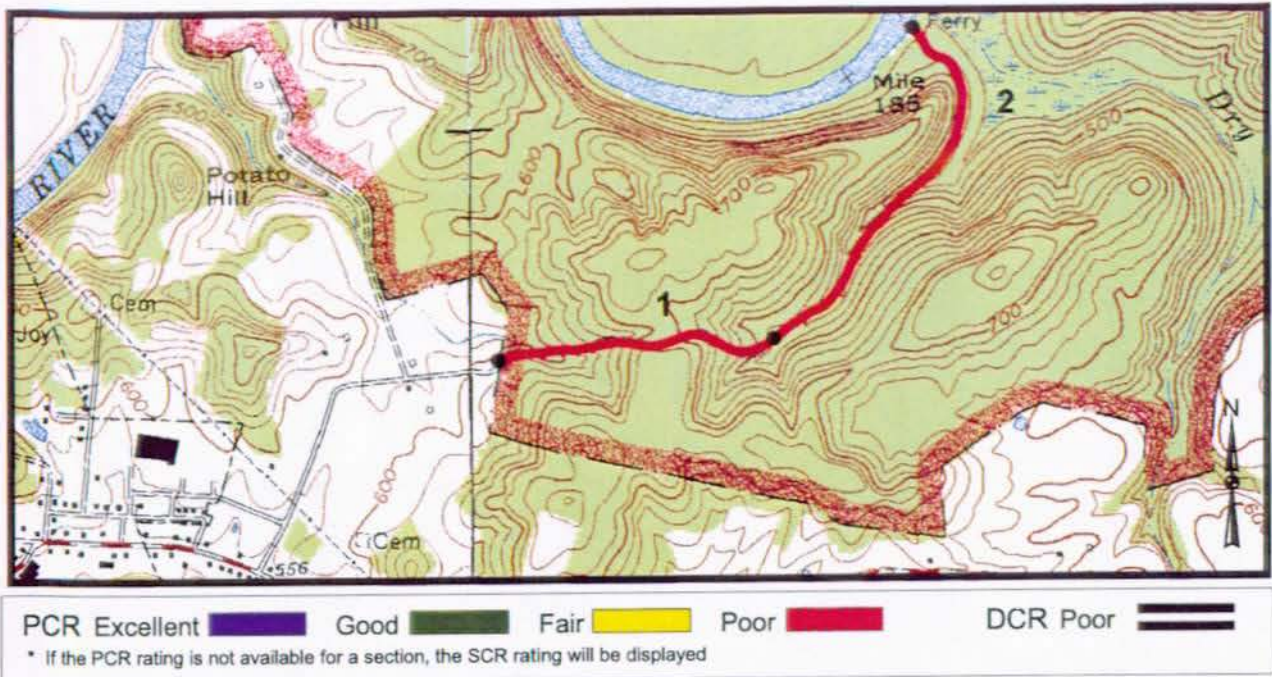 Ferry
Mile
2
Dry
500
500
700
RIVER
600
Potato
Hill
700
1
Cem
Joy
700
600
600
N
Cem
556
PCR Excellent Good Fair Poor DCR Poor
* If the PCR rating is not available for a section, the SCR rating will be displayed